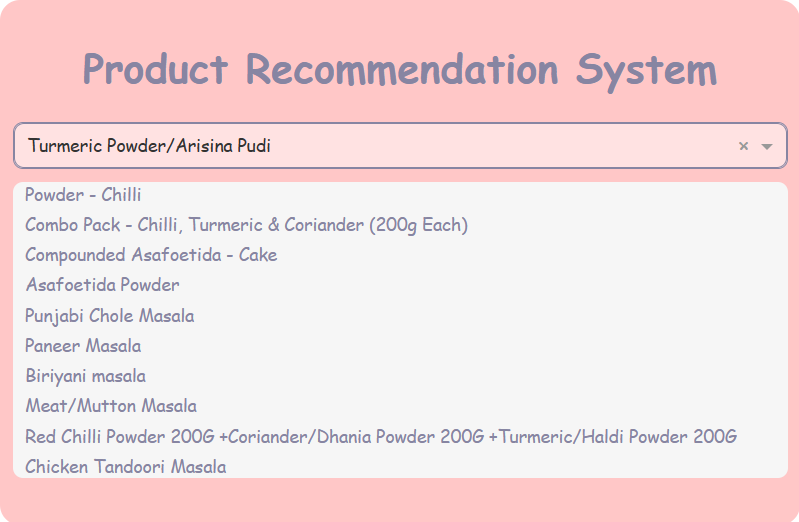 Product Recommendation System
Turmeric Powder/Arisina Pudi
Powder - Chilli
Combo Pack - Chilli, Turmeric & Coriander (200g Each)
Compounded Asafoetida - Cake
Asafoetida Powder
Punjabi Chole Masala
Paneer Masala
Biriyani masala
Meat/Mutton Masala
Red Chilli Powder 200G +Coriander/Dhania Powder 200G +Turmeric/Haldi Powder 200G
Chicken Tandoori Masala